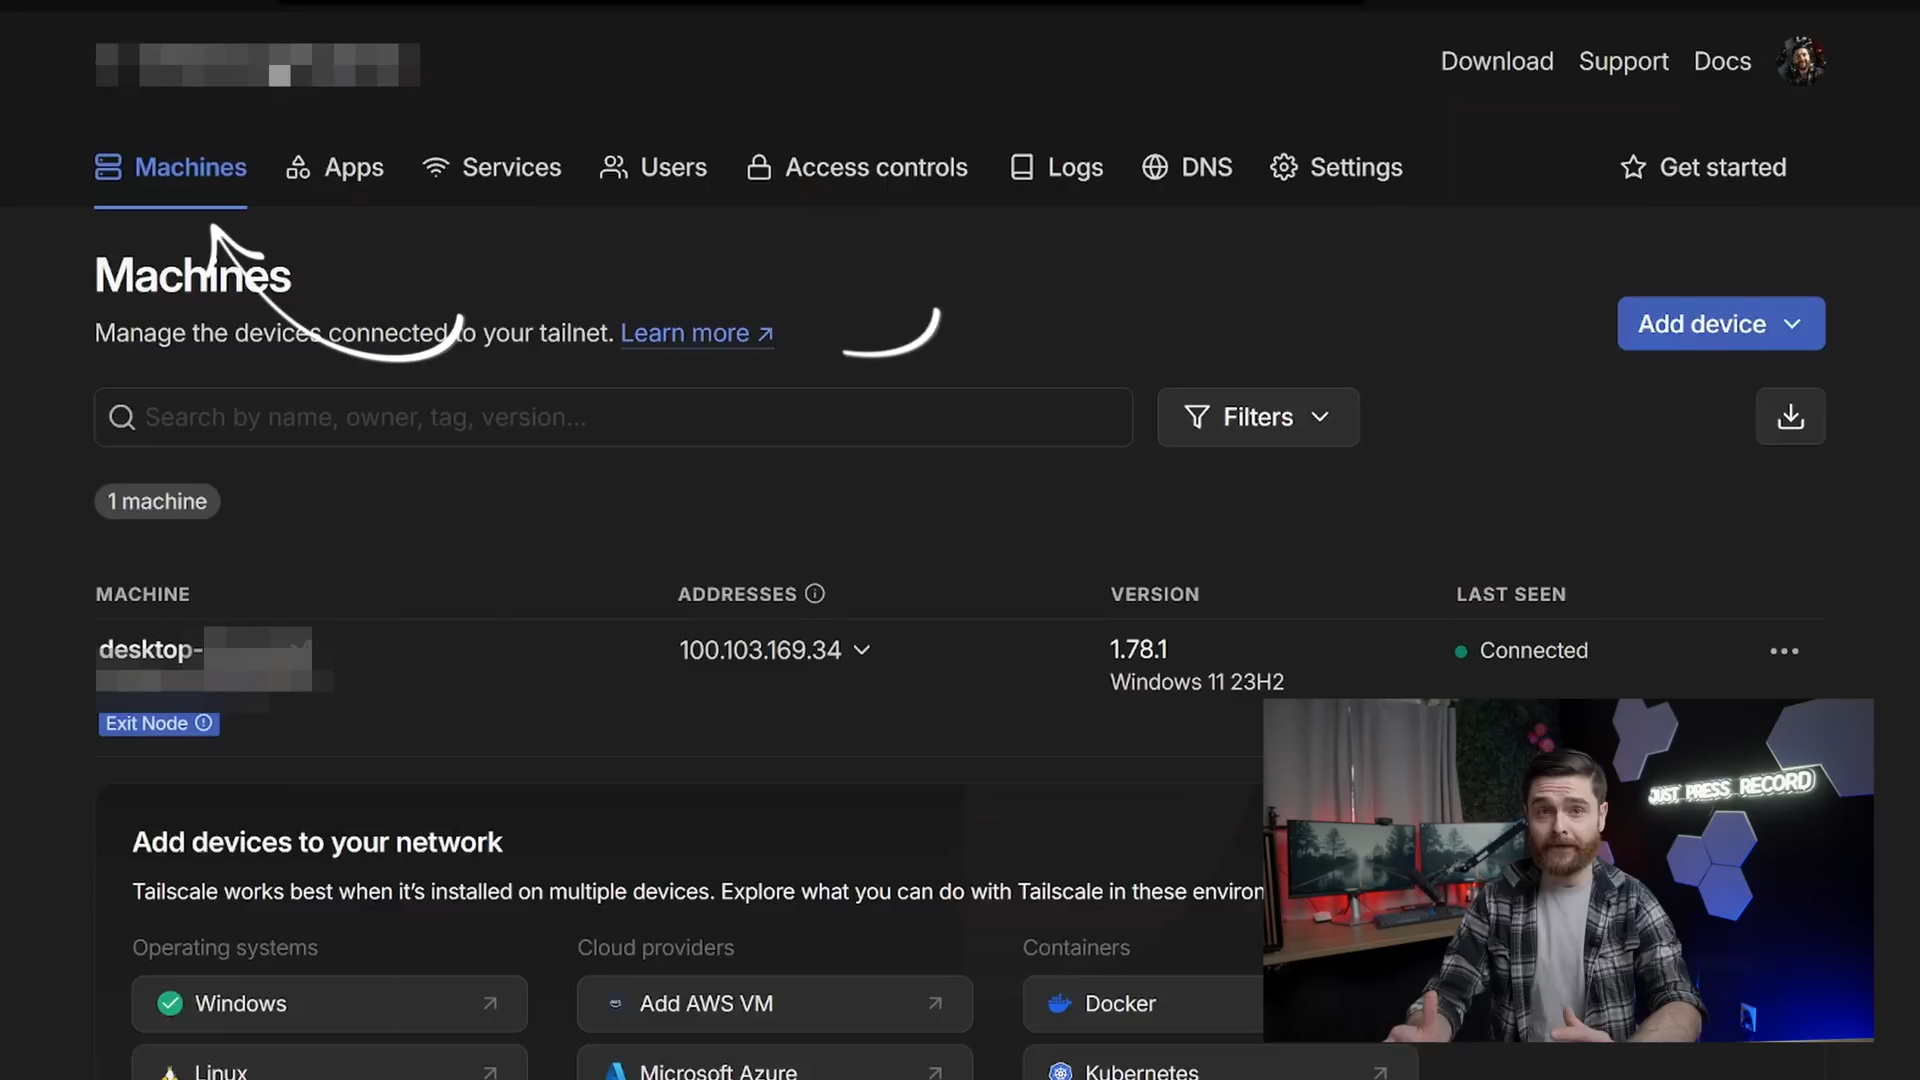 Download Support Docs
Machines Apps Services Users Access controls Logs DNS Settings Get started
Machines
Manage the devices connected to your tailnet. Learn more
Add device
Search by name, owner, tag, version...
Filters
1 machine
MACHINE ADDRESSES VERSION LAST SEEN
desktop- 100.103.169.34 1.78.1 Connected
Windows 11 23H2
Exit Node
JUST PRESS RECORD
Add devices to your network
Tailscale works best when it's installed on multiple devices. Explore what you can do with Tailscale in these environ
Operating systems Cloud providers Containers
Windows Add AWS VM Docker
Linux Microsoft Azure Kubernetes